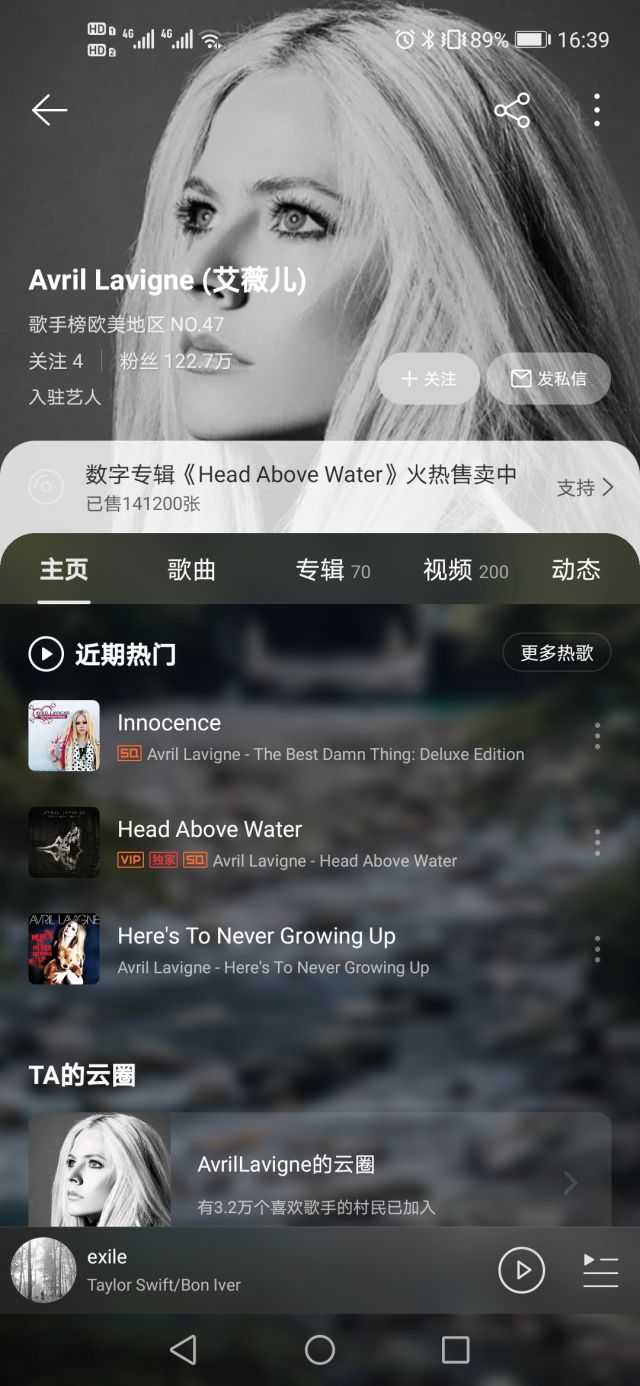 HD 1 4G 4G 89% 16:39
HD 2
Avril Lavigne (艾薇儿)
歌手榜欧美地区 NO.47
关注 4 粉丝 122.7万
入驻艺人
+ 关注
发私信
数字专辑《Head Above Water》火热售卖中
已售141200张
支持 >
主页 歌曲 专辑 70 视频 200 动态
近期热门 更多热歌
Innocence
SQ Avril Lavigne - The Best Damn Thing: Deluxe Edition
Head Above Water
VIP 独家 SQ Avril Lavigne - Head Above Water
AVRIL LAVIGNE
Here's To Never Growing Up
Avril Lavigne - Here's To Never Growing Up
TA的云圈
AvrilLavigne的云圈
有3.2万个喜欢歌手的村民已加入
exile
Taylor Swift/Bon Iver